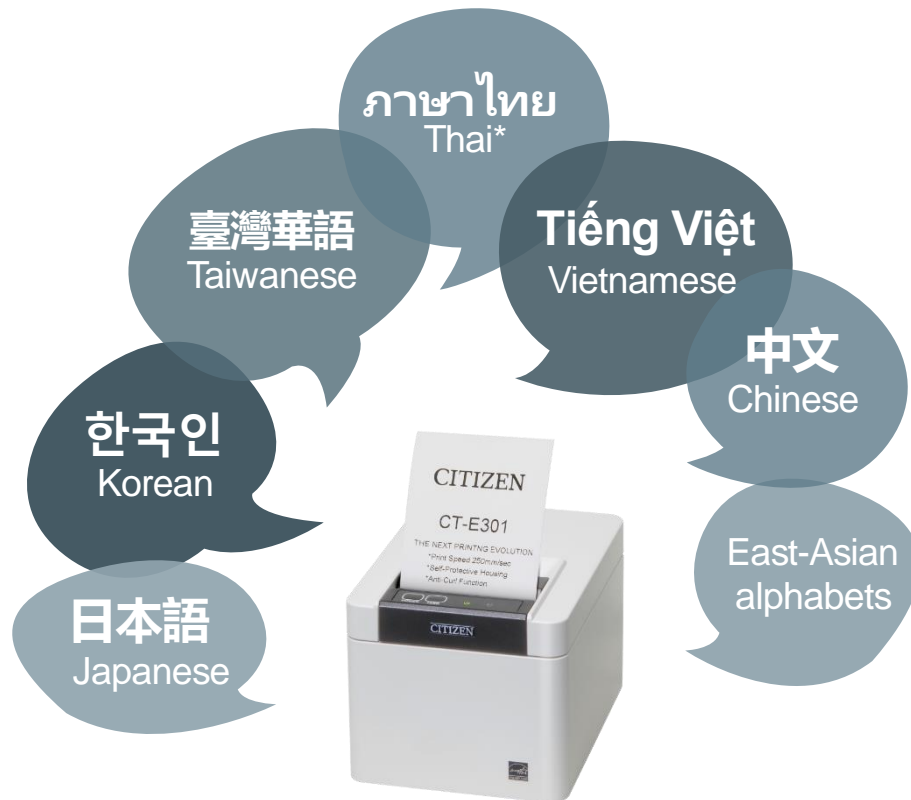 ภาษาไทย
Thai*
臺灣華語
Taiwanese
Tiếng Việt
Vietnamese
中文
Chinese
한국인
Korean
East-Asian
alphabets
日本語
Japanese
CITIZEN
CT-E301
THE NEXT PRINTNG EVOLUTION
*Print Speed 250mm/sec
*Self-Protective Housing
*Anti-Curl Function
CITIZEN